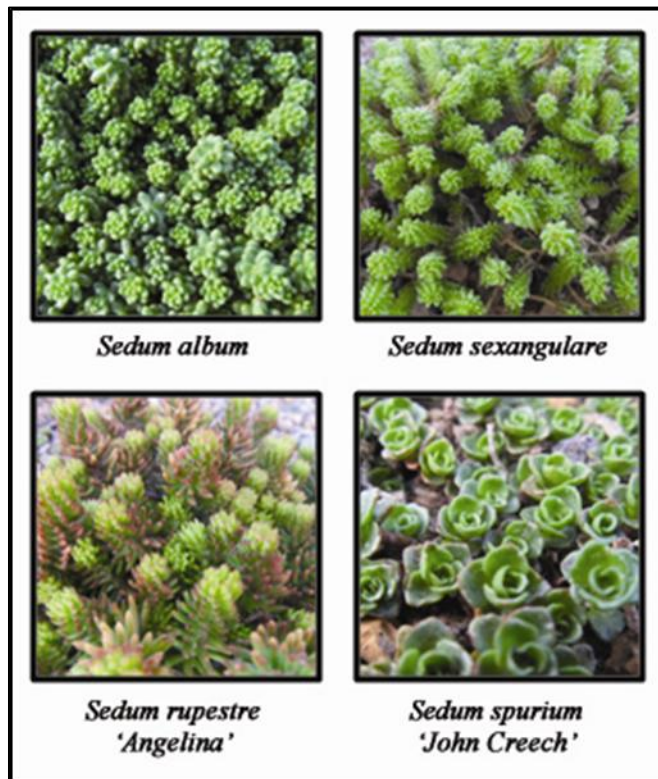 Sedum album
Sedum sexangulare
Sedum rupestre
'Angelina'
Sedum spurium
'John Creech'